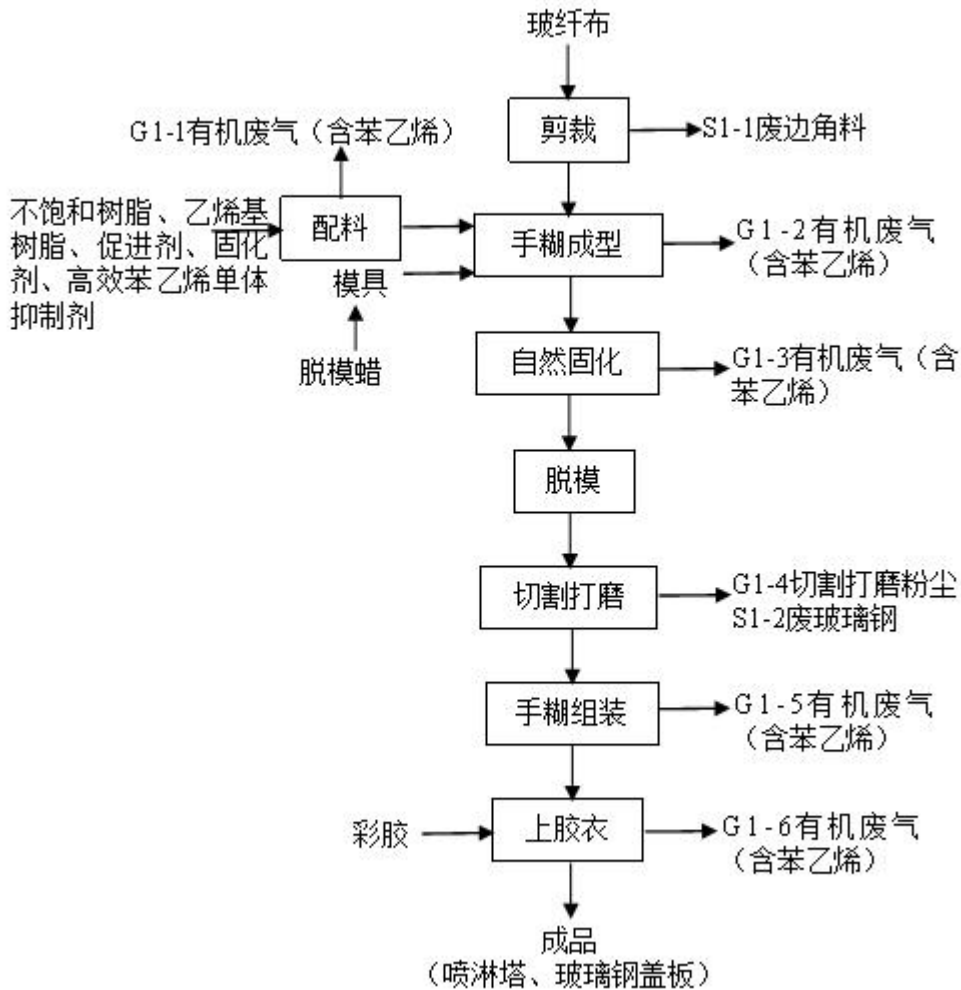 玻纤布
剪裁
S1-1废边角料
G1-1有机废气（含苯乙烯）
不饱和树脂、乙烯基
树脂、促进剂、固化
剂、高效苯乙烯单体
抑制剂
配料
手糊成型
G1-2有机废气
（含苯乙烯）
模具
脱模蜡
自然固化
G1-3有机废气（含
苯乙烯）
脱模
切割打磨
G1-4切割打磨粉尘
S1-2废玻璃钢
手糊组装
G1-5有机废气
（含苯乙烯）
彩胶
上胶衣
G1-6有机废气
（含苯乙烯）
成品
（喷淋塔、玻璃钢盖板）